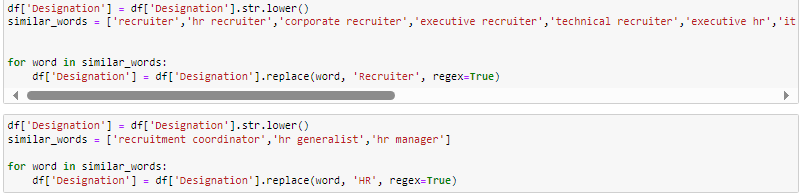 df['Designation'] = df['Designation'].str.lower()
similar_words = ['recruiter','hr recruiter','corporate recruiter','executive recruiter','technical recruiter','executive hr','it
for word in similar_words:
    df['Designation'] = df['Designation'].replace(word, 'Recruiter', regex=True)
df['Designation'] = df['Designation'].str.lower()
similar_words = ['recruitment coordinator','hr generalist','hr manager']
for word in similar_words:
    df['Designation'] = df['Designation'].replace(word, 'HR', regex=True)